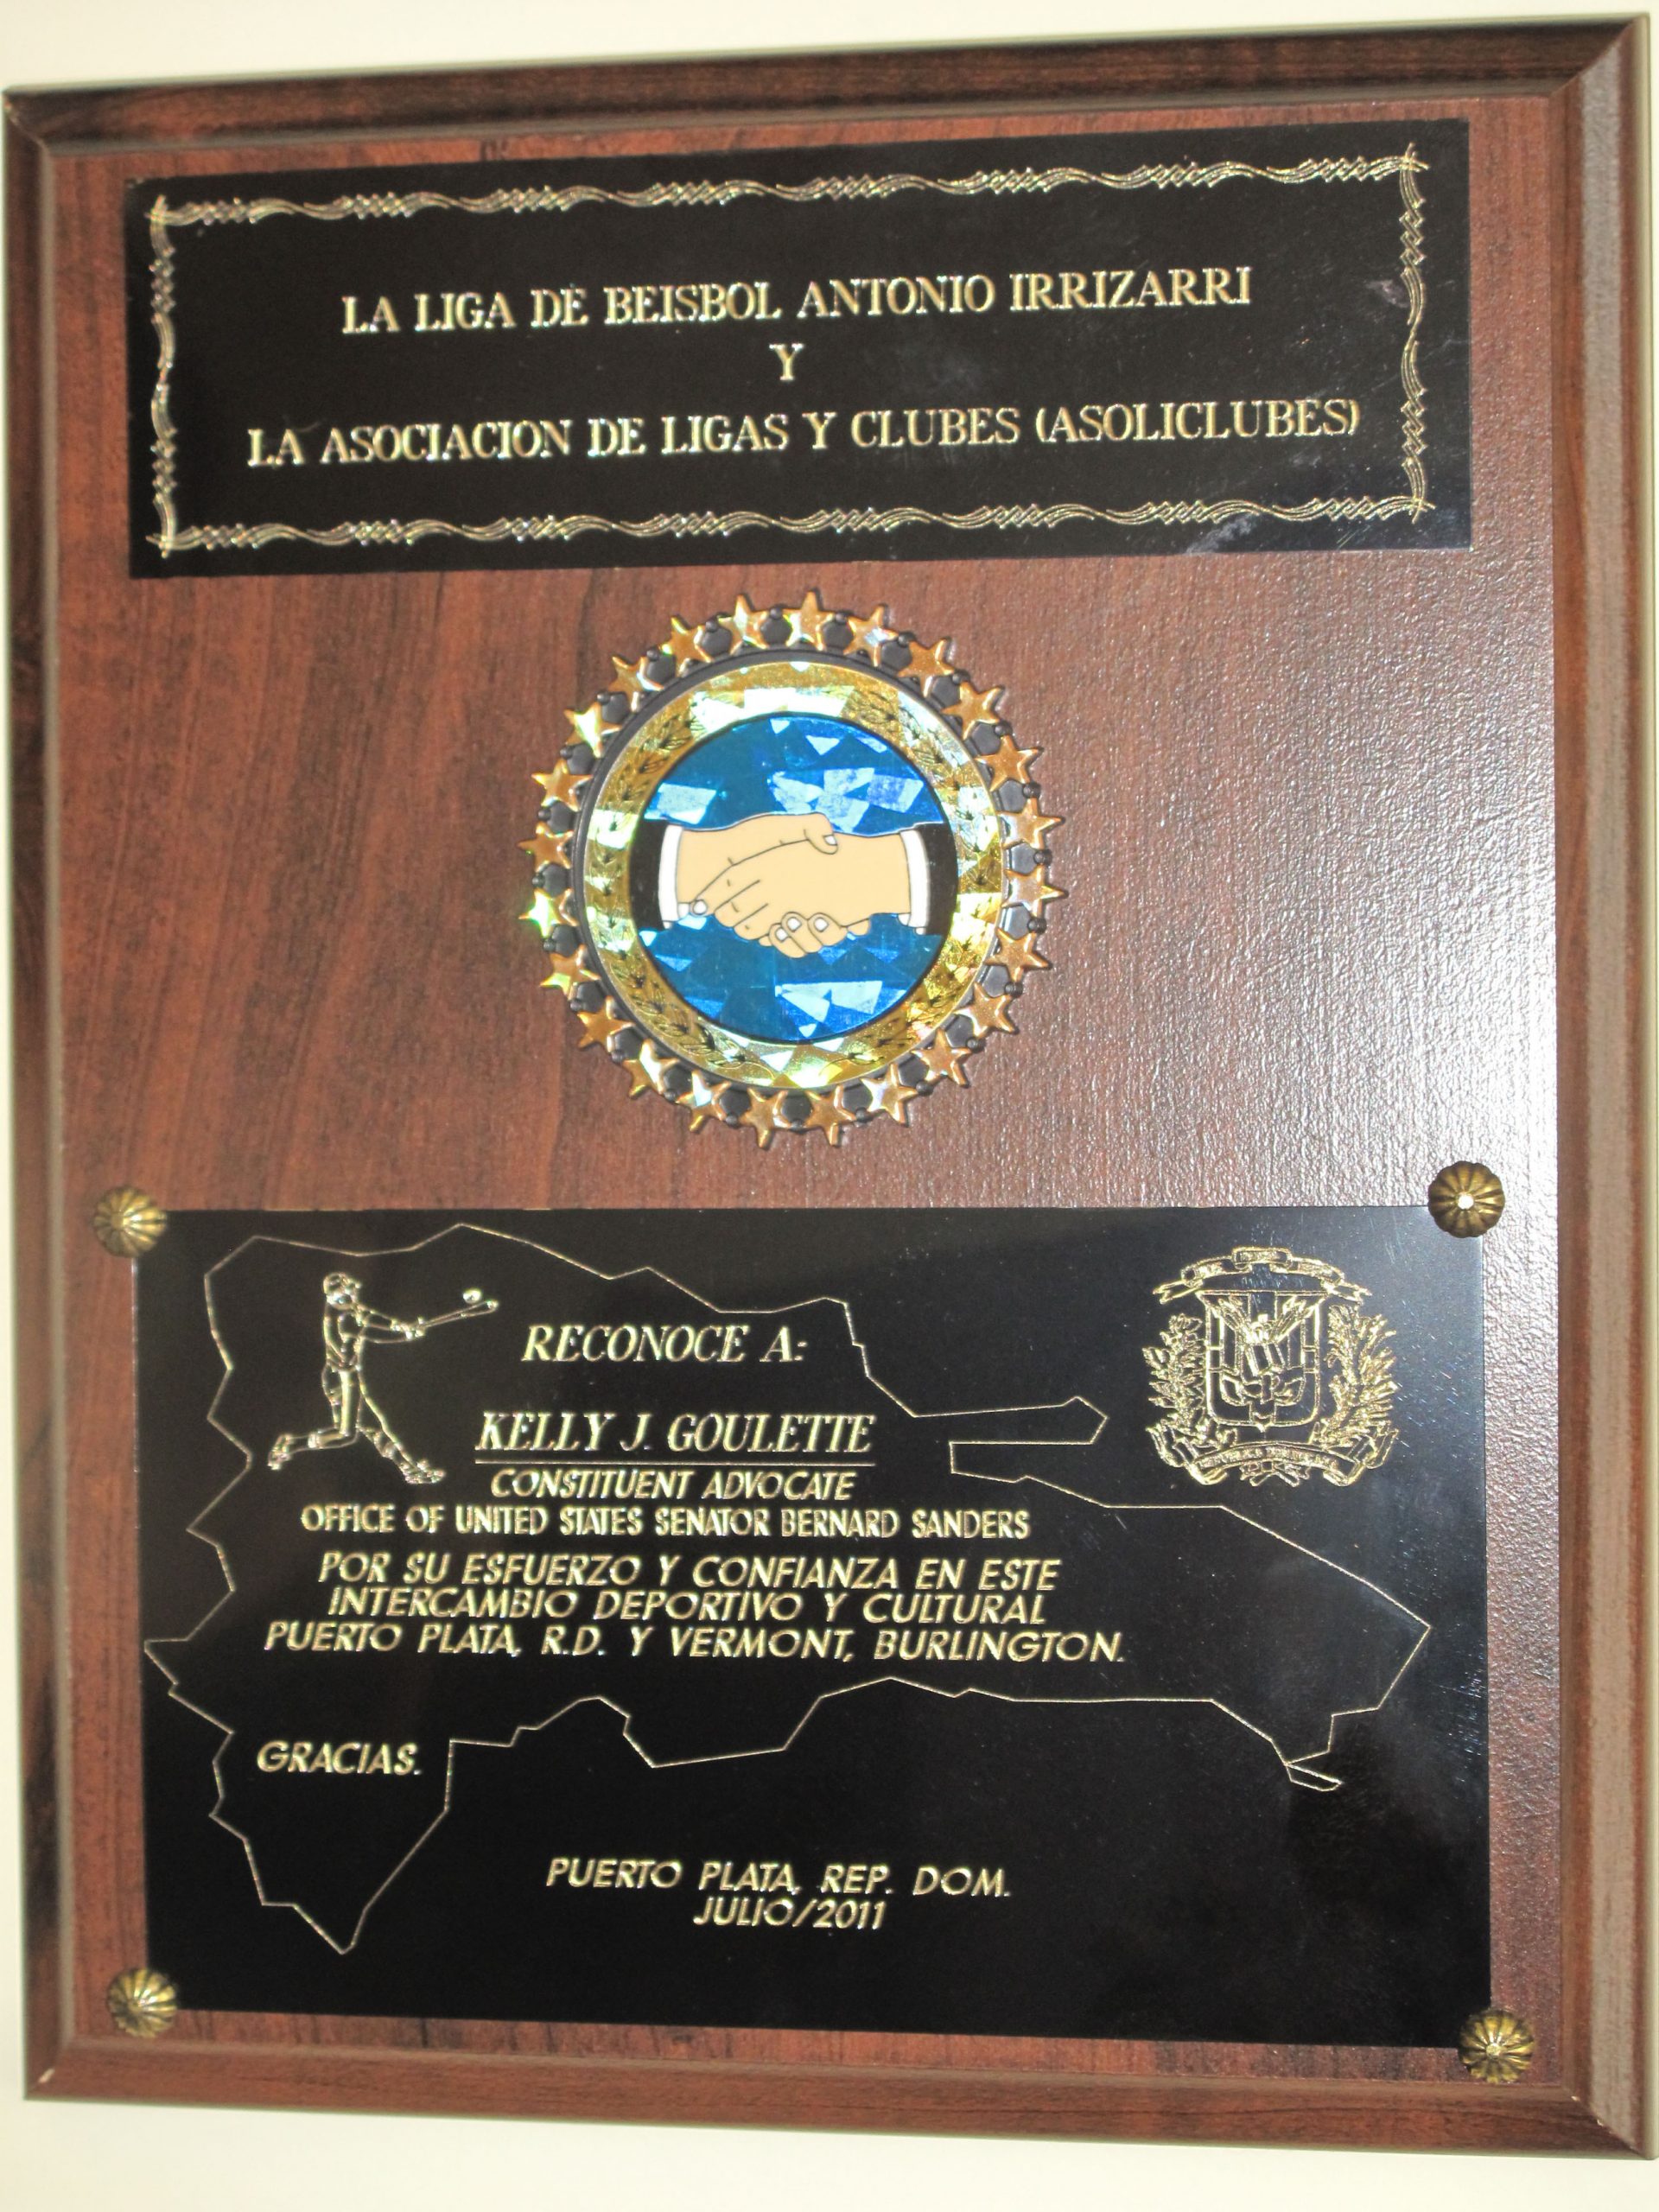 LA LIGA DE BEISBOL ANTONIO IRRIZARRI
Y
LA ASOCIACION DE LIGAS Y CLUBES (ASOLICLUBES)
RECONOCE A:
KELLY J. GOULETTE
CONSTITUENT ADVOCATE
OFFICE OF UNITED STATES SENATOR BERNARD SANDERS
POR SU ESFUERZO Y CONFIANZA EN ESTE
INTERCAMBIO DEPORTIVO Y CULTURAL
PUERTO PLATA, R.D. Y VERMONT, BURLINGTON.
GRACIAS.
PUERTO PLATA, REP. DOM.
JULIO/2011